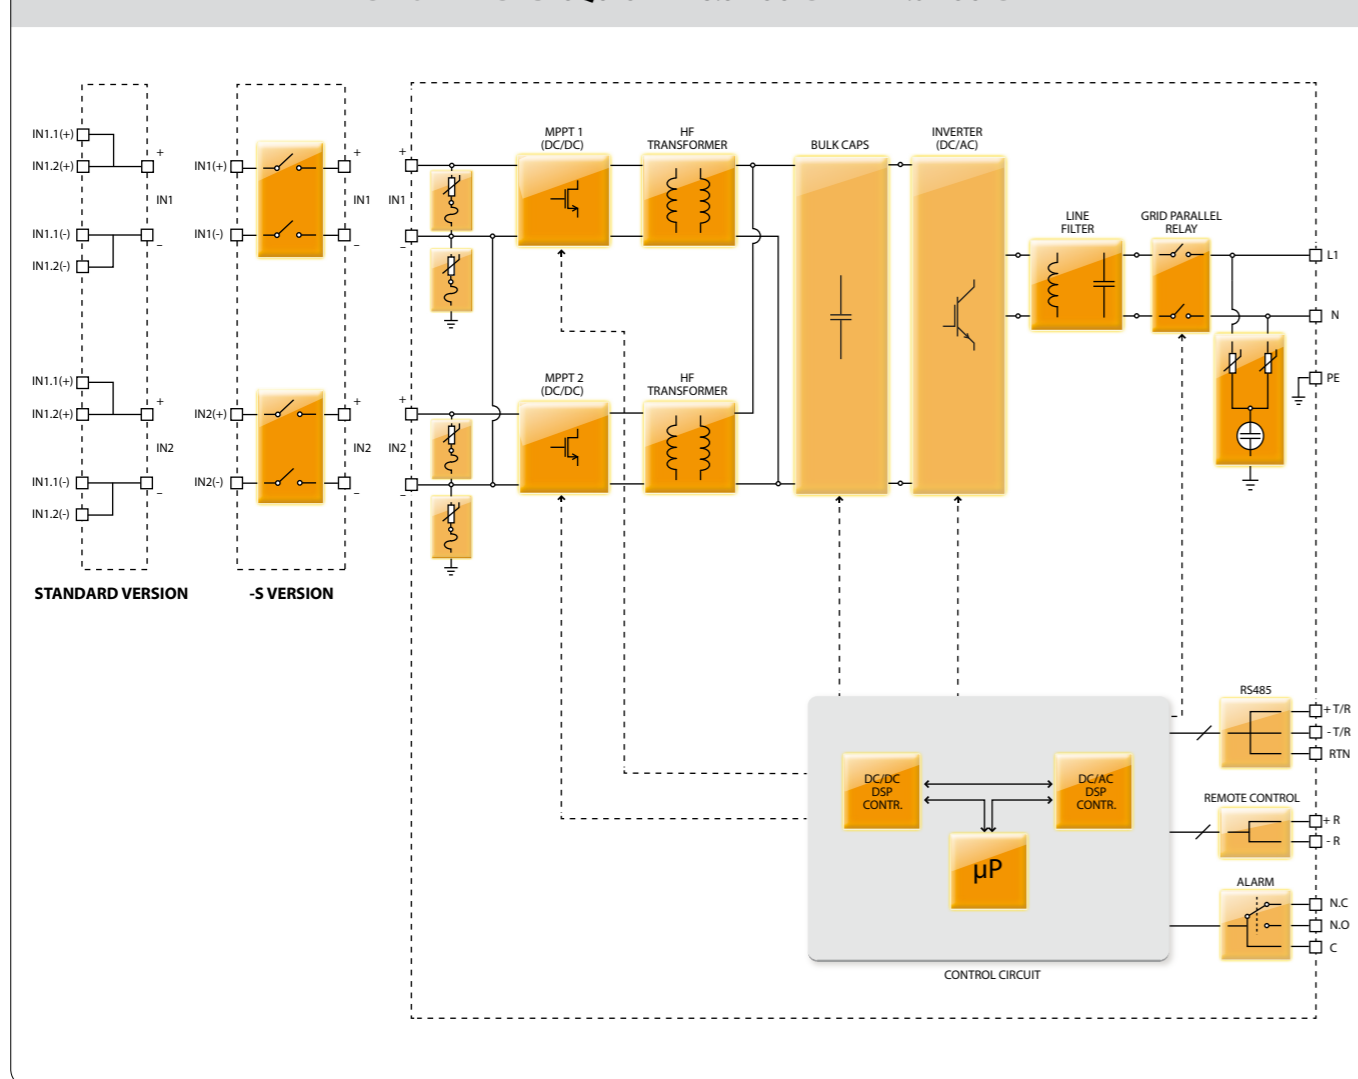 IN1.1(+)
IN1.2(+)
IN1.1(-)
IN1.2(-)
+
IN1
−
IN1.1(+)
IN1.2(+)
IN1.1(-)
IN1.2(-)
+
IN2
−
STANDARD VERSION
IN1(+)
IN1(-)
+
IN1
−
IN2(+)
IN2(-)
+
IN2
−
-S VERSION
+
IN1
−
+
IN2
−
MPPT 1
(DC/DC)
HF
TRANSFORMER
MPPT 2
(DC/DC)
HF
TRANSFORMER
BULK CAPS
INVERTER
(DC/AC)
LINE
FILTER
GRID PARALLEL
RELAY
L1
N
PE
DC/DC
DSP
CONTR.
DC/AC
DSP
CONTR.
µP
CONTROL CIRCUIT
RS485
+ T/R
- T/R
RTN
REMOTE CONTROL
+ R
- R
ALARM
N.C
N.O
C